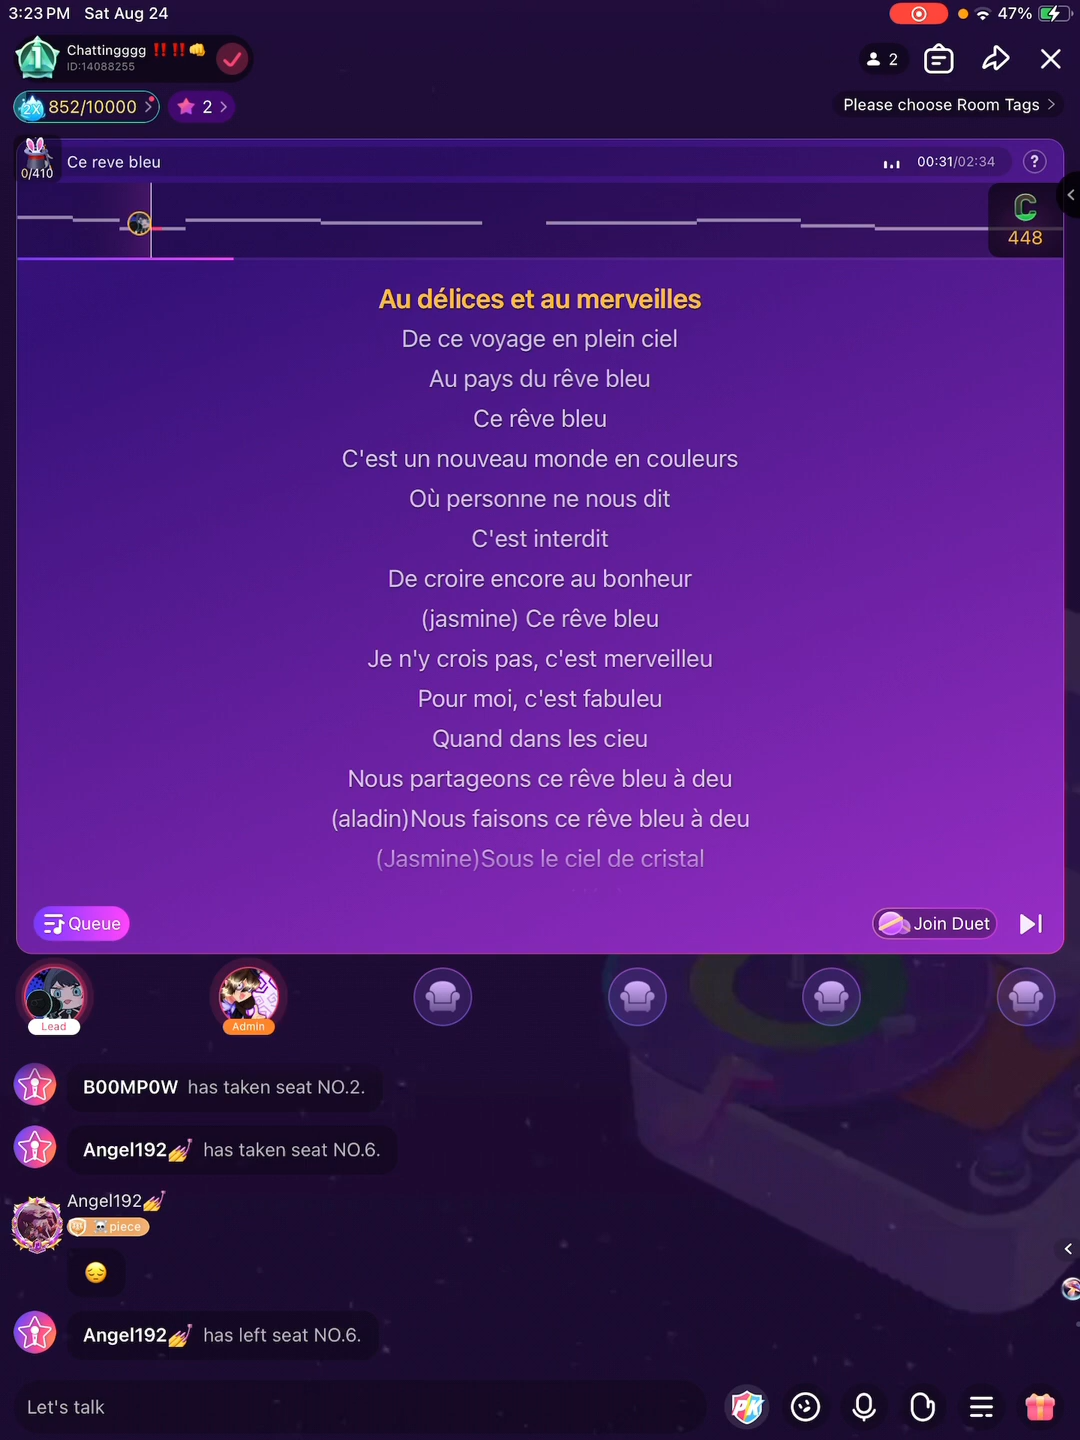 3:23 PM Sat Aug 24
47%
Chattingggg ‼️‼️👊
ID:14088255
2
2X 852/10000
2
Please choose Room Tags
0/410
Ce reve bleu
00:31/02:34
?
C
448
Au délices et au merveilles
De ce voyage en plein ciel
Au pays du rêve bleu
Ce rêve bleu
C'est un nouveau monde en couleurs
Où personne ne nous dit
C'est interdit
De croire encore au bonheur
(jasmine) Ce rêve bleu
Je n'y crois pas, c'est merveilleu
Pour moi, c'est fabuleu
Quand dans les cieu
Nous partageons ce rêve bleu à deu
(aladin)Nous faisons ce rêve bleu à deu
(Jasmine)Sous le ciel de cristal
Queue
Join Duet
Lead
Admin
B00MP0W has taken seat NO.2.
Angel192💅 has taken seat NO.6.
Angel192💅
☠️piece
😔
Angel192💅 has left seat NO.6.
Let's talk
PK